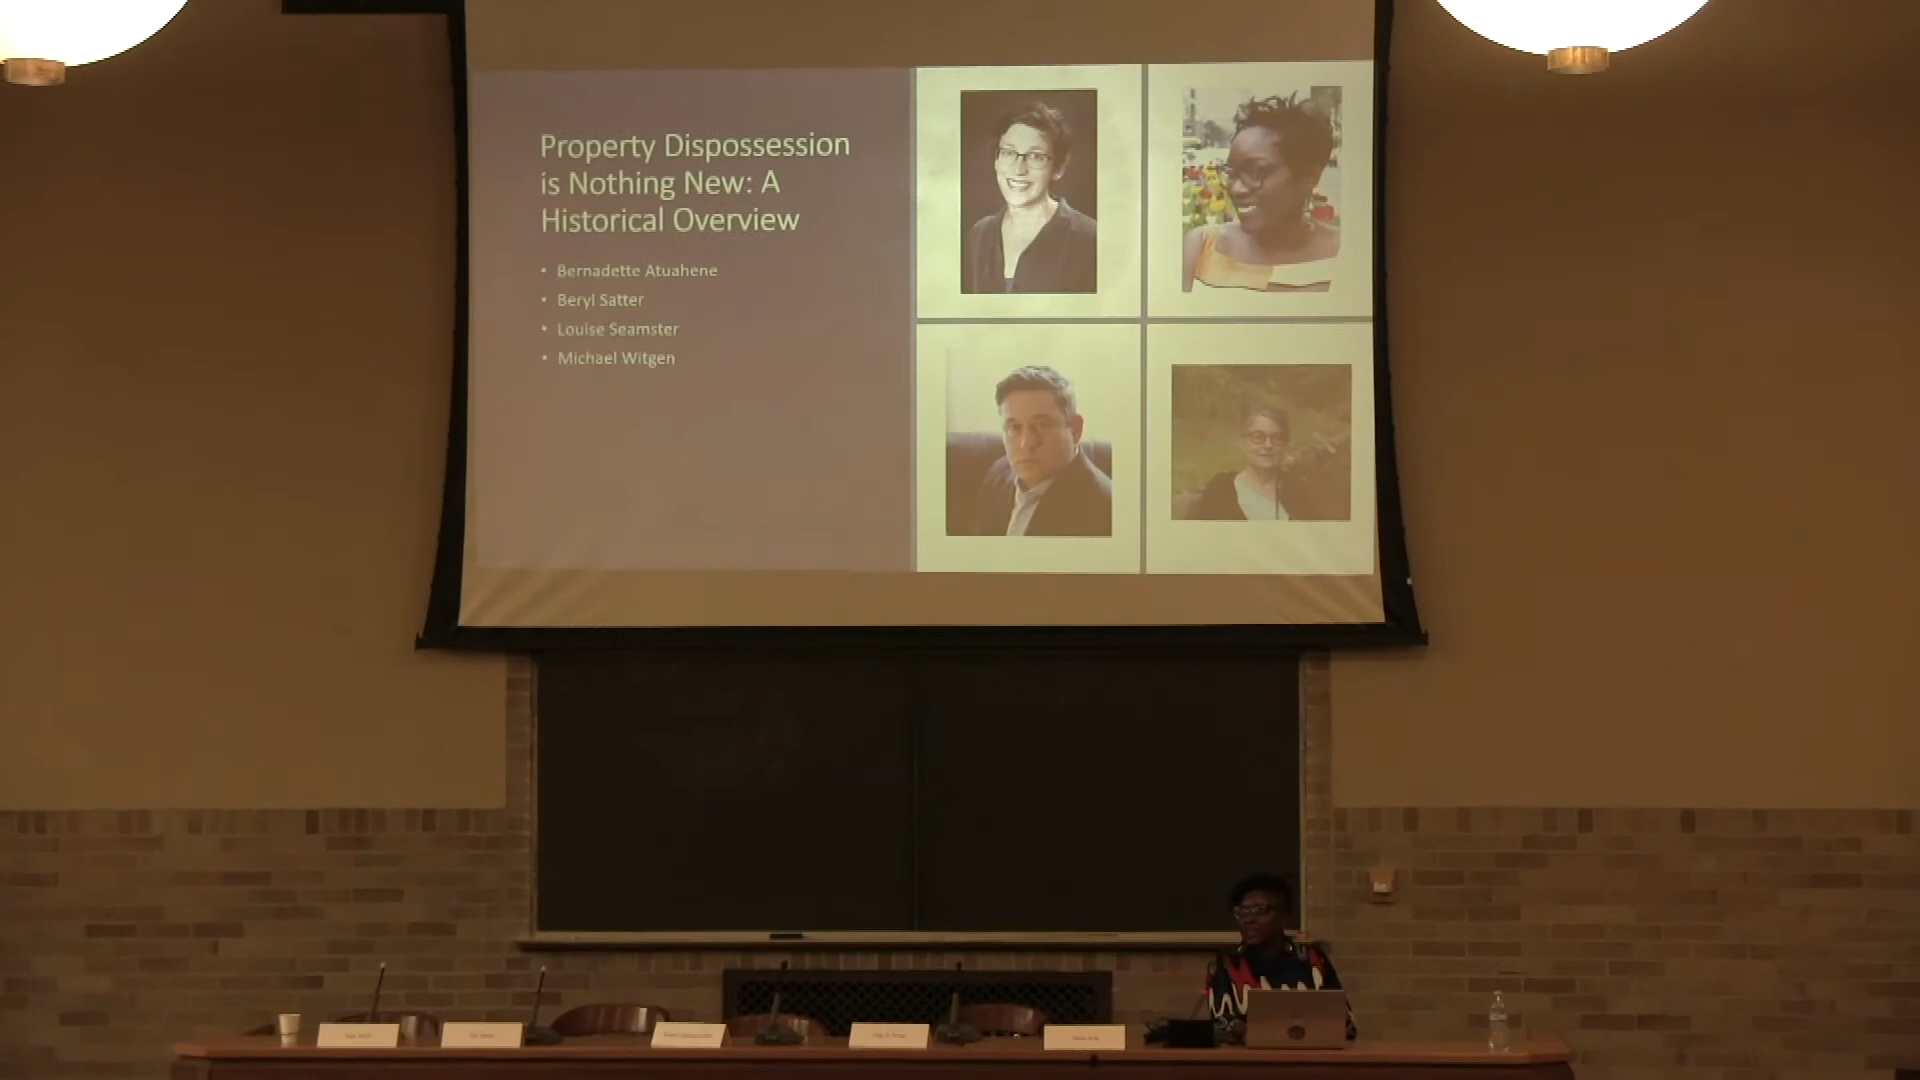 Property Dispossession
is Nothing New: A
Historical Overview
• Bernadette Atuahene
• Beryl Satter
• Louise Seamster
• Michael Witgen